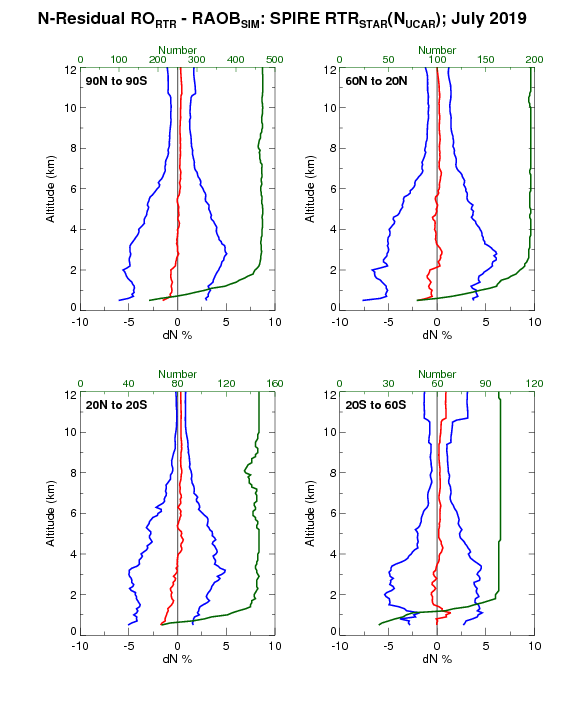 N-Residual RO_RTR - RAOB_SIM: SPIRE RTR_STAR(N_UCAR); July 2019
Number Number
0 100 200 300 400 500 0 50 100 150 200
12 12
90N to 90S 60N to 20N
10 10
8 8
Altitude (km) Altitude (km)
6 6
4 4
2 2
0 0
-10 -5 0 5 10 -10 -5 0 5 10
dN % dN %
Number Number
0 40 80 120 160 0 20 40 60 80 100 120
12 12
20N to 20S 20S to 60S
10 10
8 8
Altitude (km) Altitude (km)
6 6
4 4
2 2
0 0
-10 -5 0 5 10 -10 -5 0 5 10
dN % dN %